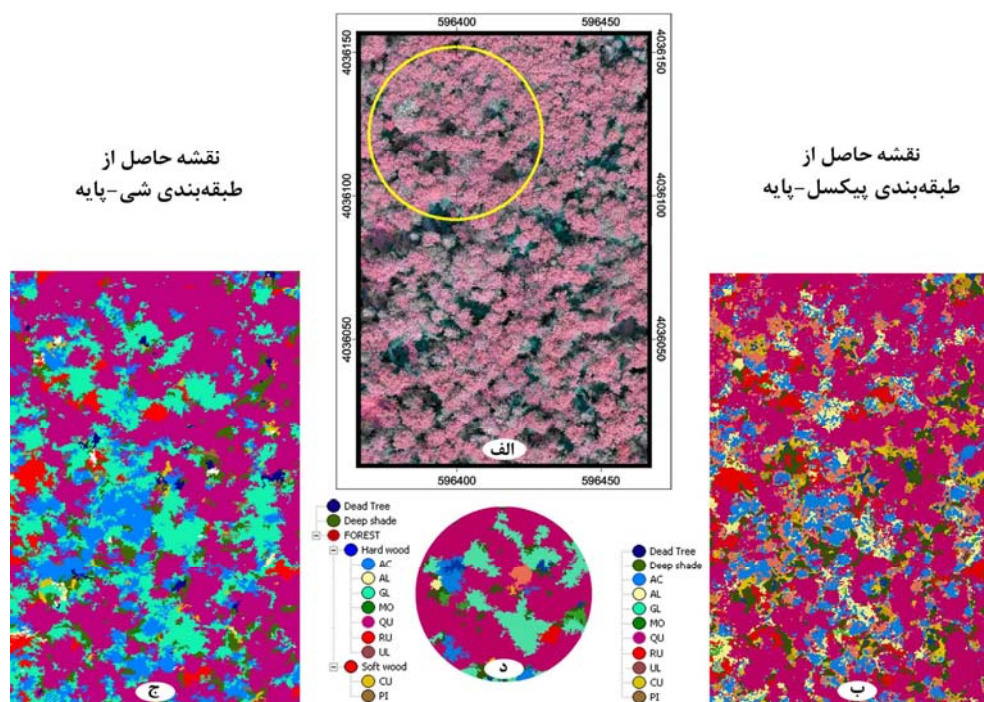 596400
596450
4036150
4036150
4036100
4036100
4036050
4036050
596400
596450
الف
نقشه حاصل از
طبقه‌بندی پیکسل-پایه
نقشه حاصل از
طبقه‌بندی شی-پایه
Dead Tree
Deep shade
FOREST
Hard wood
AC
AL
GL
MO
QU
RU
UL
Soft wood
CU
PI
د
Dead Tree
Deep shade
AC
AL
GL
MO
QU
RU
UL
CU
PI
ب
ج